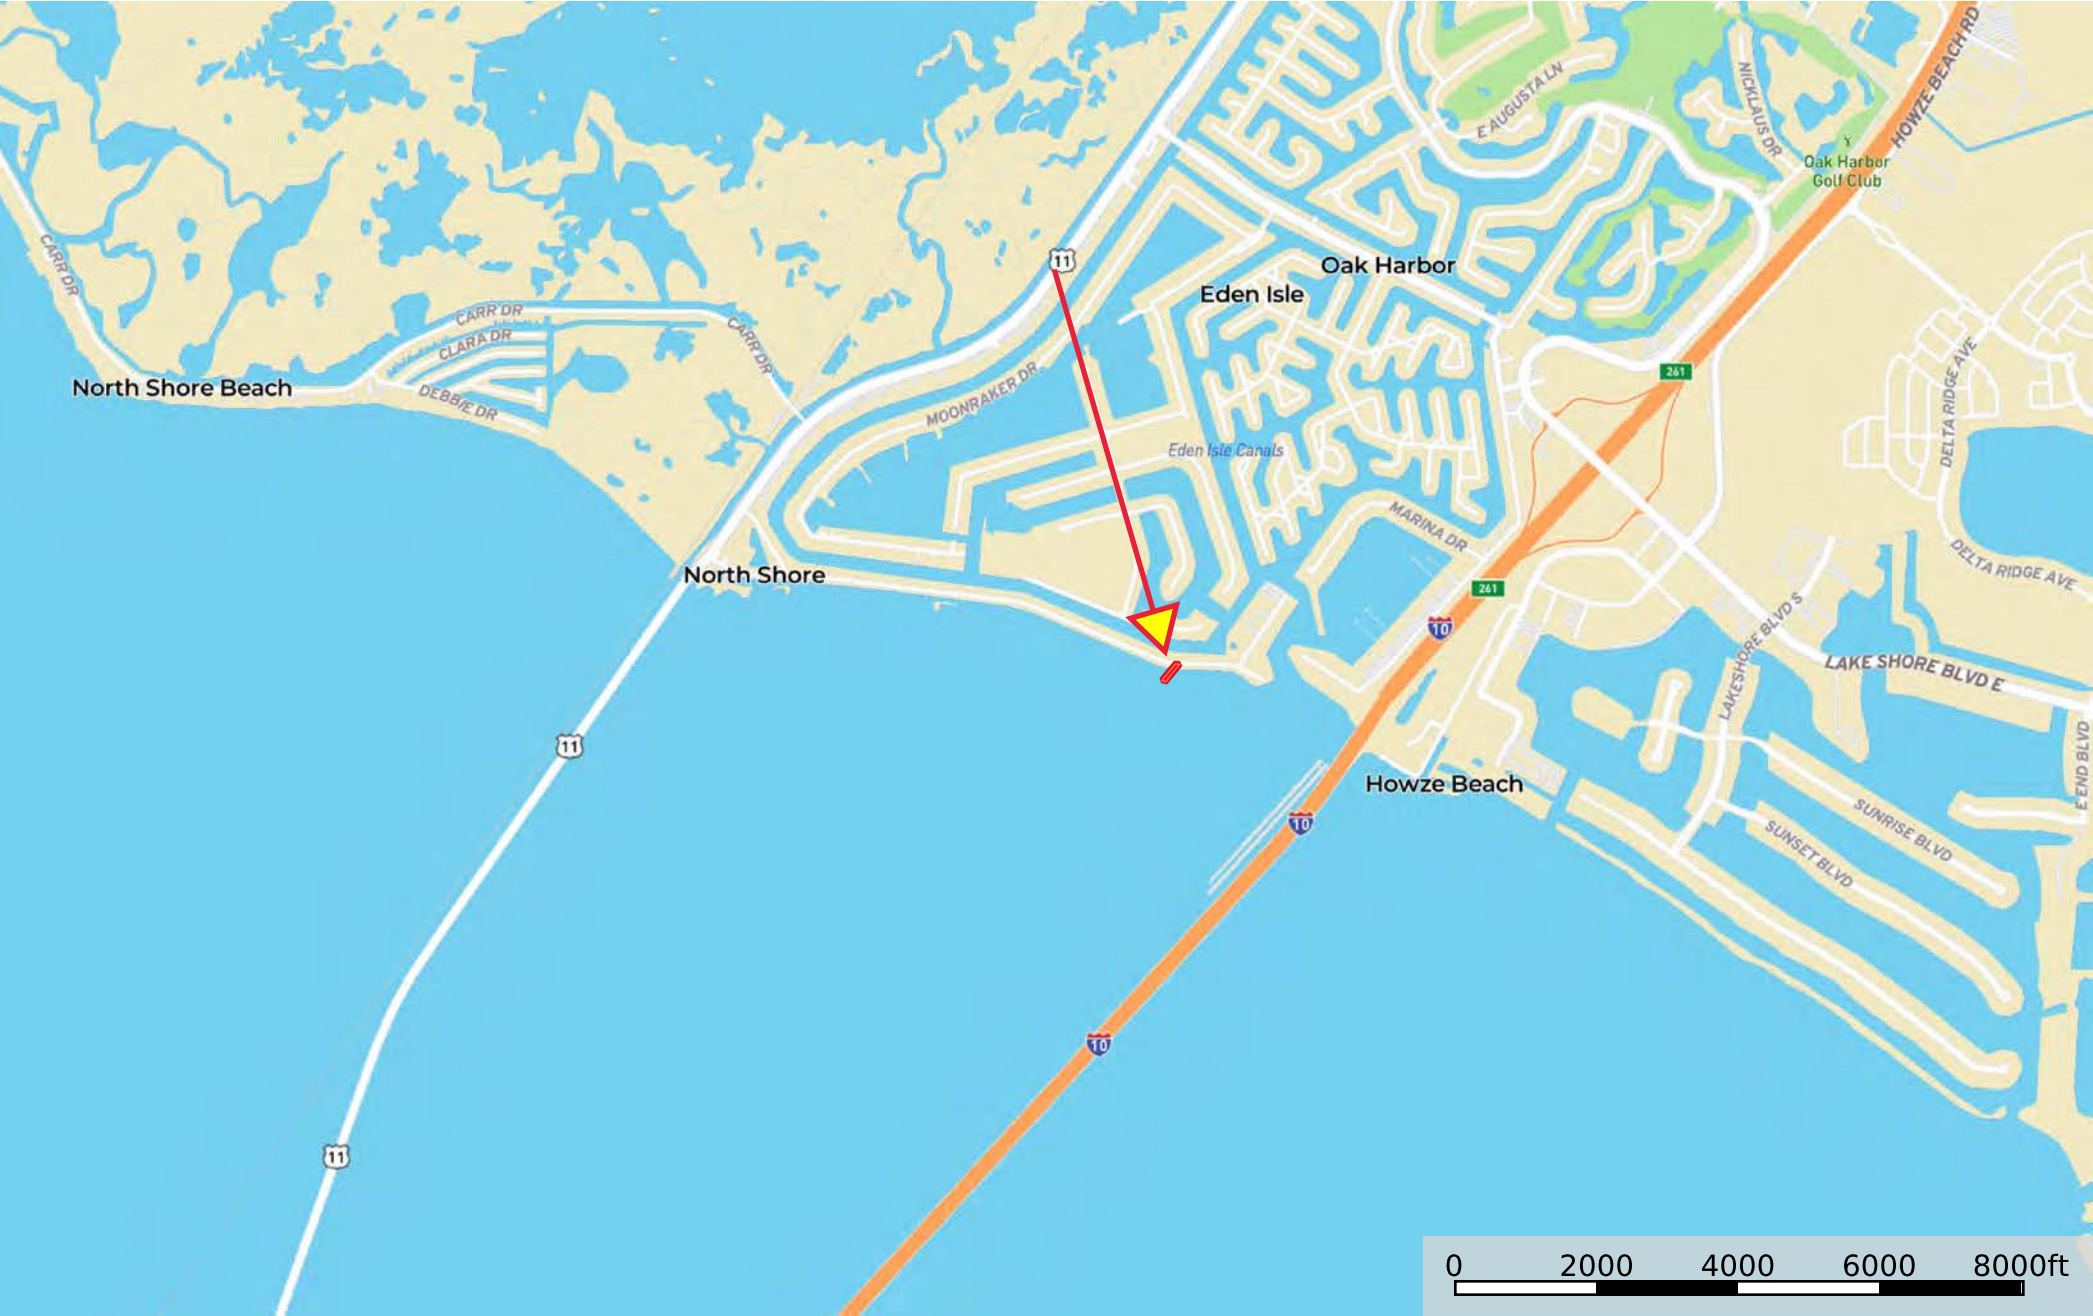 HOWZE BEACH RD
E AUGUSTA LN
NICKLAUS DR
Oak Harbor
Golf Club
CARR DR
11
Oak Harbor
Eden Isle
CARR DR
CLARA DR
CARR DR
North Shore Beach
DEBBIE DR
MOONRAKER DR
261
DELTA RIDGE AVE
Eden Isle Canals
MARINA DR
DELTA RIDGE AVE
North Shore
261
10
LAKESHORE BLVD S
LAKE SHORE BLVD E
11
E END BLVD
Howze Beach
10
SUNRISE BLVD
SUNSET BLVD
10
11
0 2000 4000 6000 8000ft